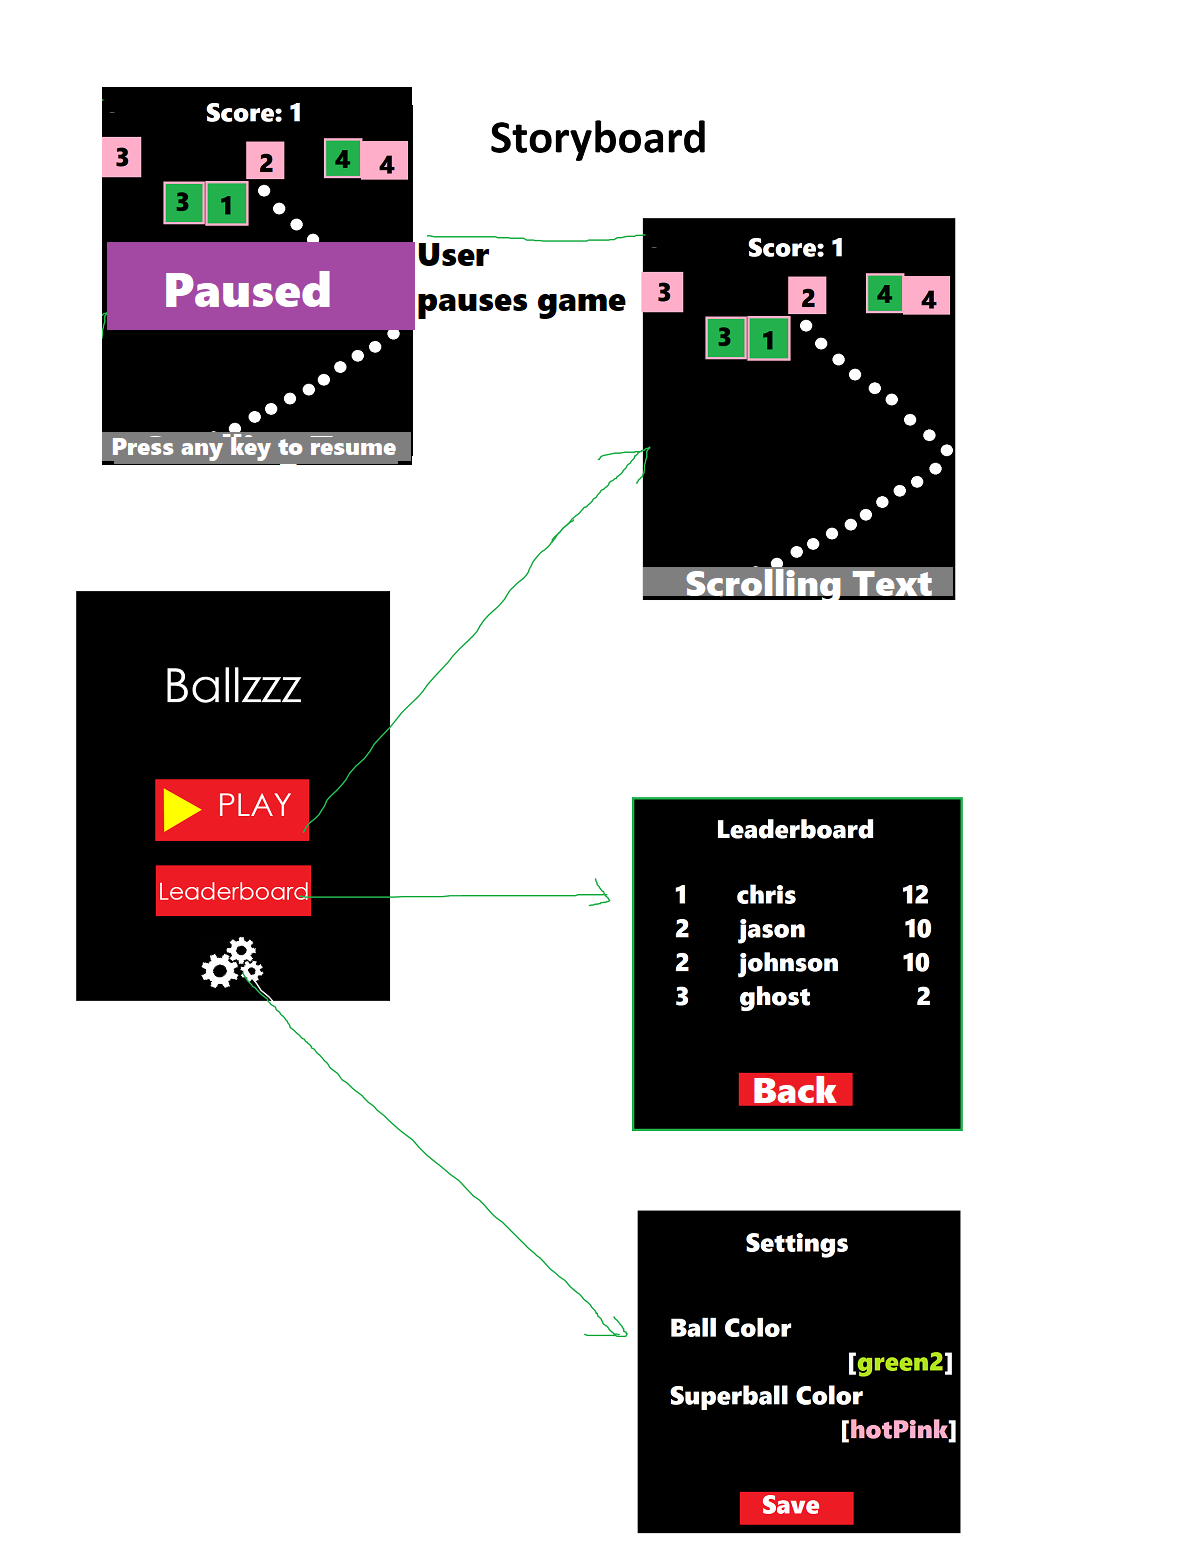 Storyboard
Score: 1
3 2 4 4
3 1
Paused
Press any key to resume
User
pauses game
Score: 1
3 2 4 4
3 1
Scrolling Text
Ballzzz
PLAY
Leaderboard
Leaderboard
1 chris 12
2 jason 10
2 johnson 10
3 ghost 2
Back
Settings
Ball Color
[green2]
Superball Color
[hotPink]
Save